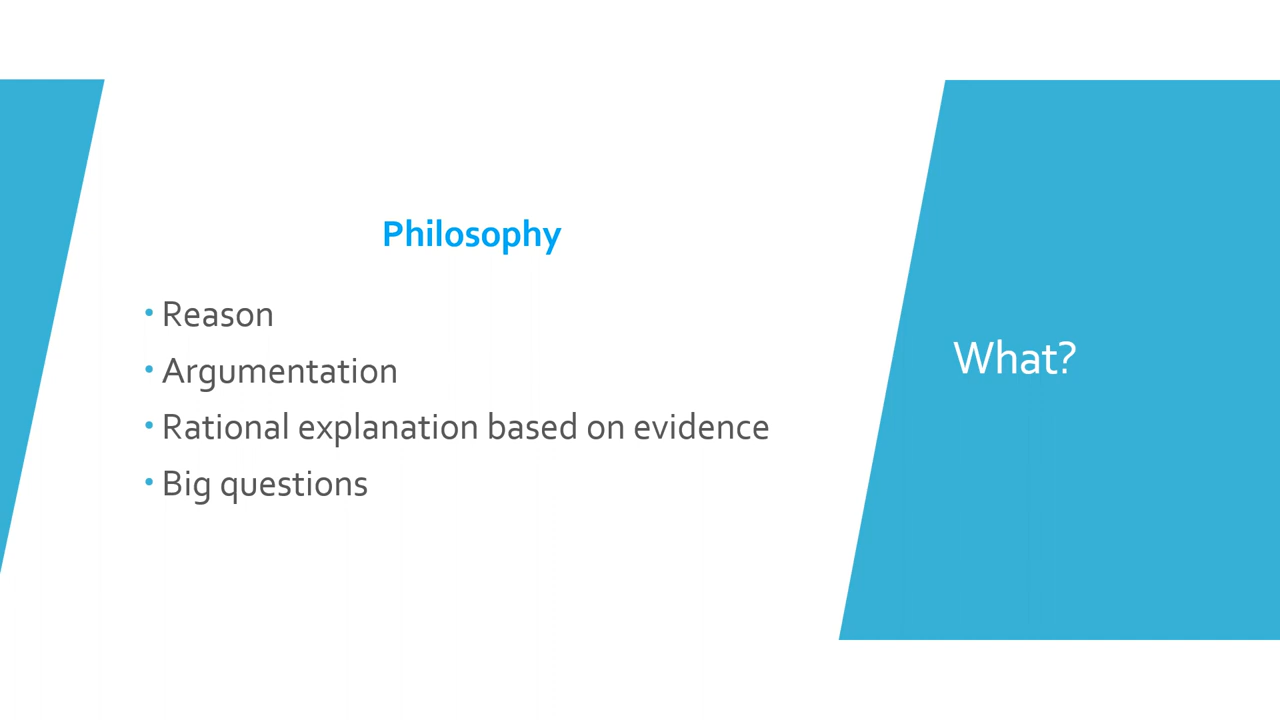 Philosophy
• Reason
• Argumentation
• Rational explanation based on evidence
• Big questions
What?